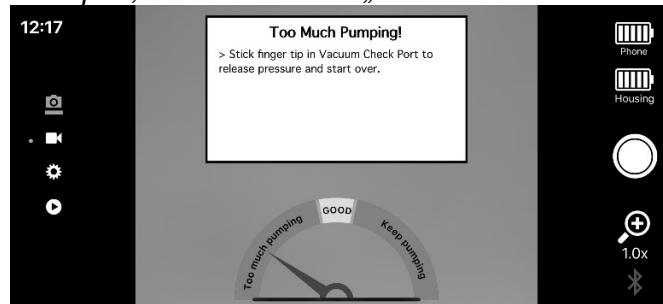 12:17
Too Much Pumping!
> Stick finger tip in Vacuum Check Port to
release pressure and start over.
Phone
Housing
Too much pumping
GOOD
Keep pumping
1.0x